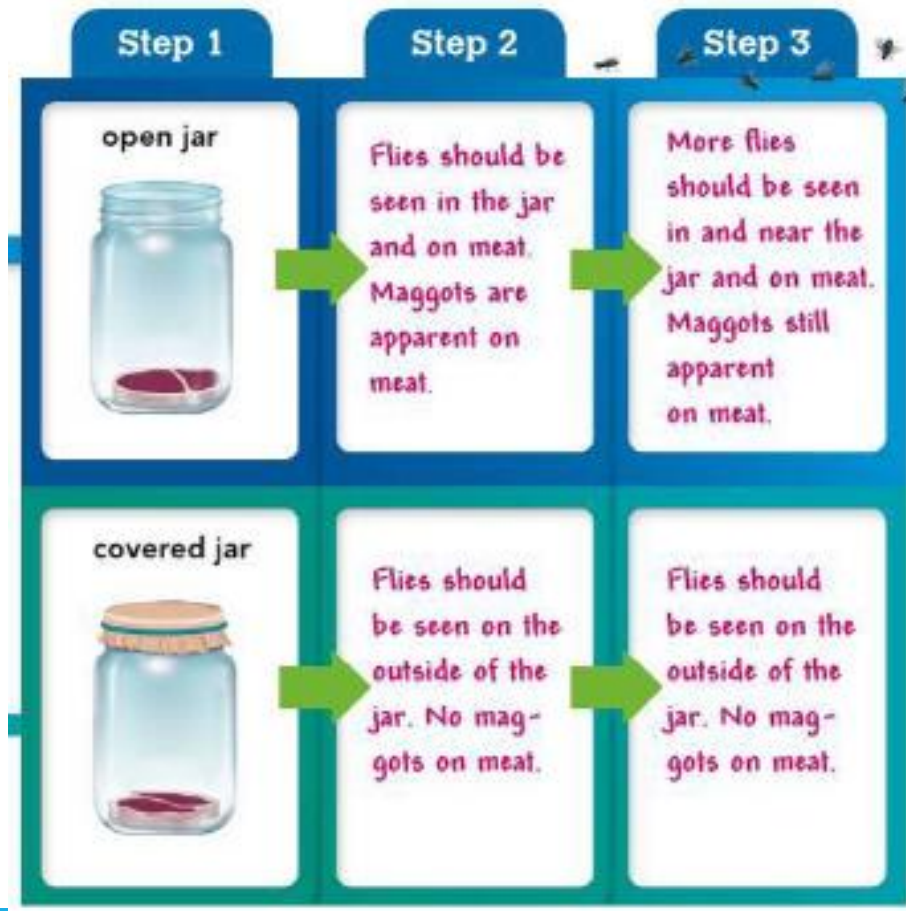 Step 1
Step 2
Step 3
open jar
Flies should be
seen in the jar
and on meat.
Maggots are
apparent on
meat.
More flies
should be seen
in and near the
jar and on meat.
Maggots still
apparent
on meat.
covered jar
Flies should
be seen on the
outside of the
jar. No mag-
gots on meat.
Flies should
be seen on the
outside of the
jar. No mag-
gots on meat.